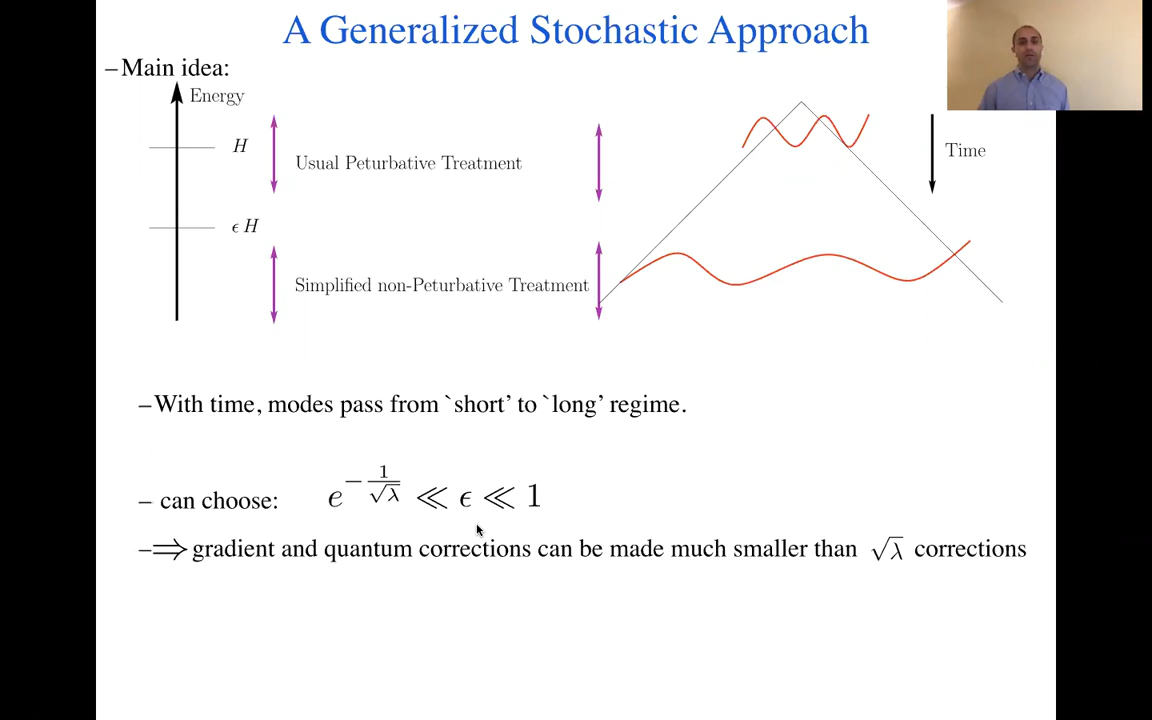 A Generalized Stochastic Approach
–Main idea:
Energy
H
Usual Peturbative Treatment
Time
ϵ H
Simplified non-Peturbative Treatment
–With time, modes pass from `short' to `long' regime.
– can choose: e^{-\frac{1}{\sqrt{λ}}} ≪ ϵ ≪ 1
–⟹ gradient and quantum corrections can be made much smaller than √λ corrections